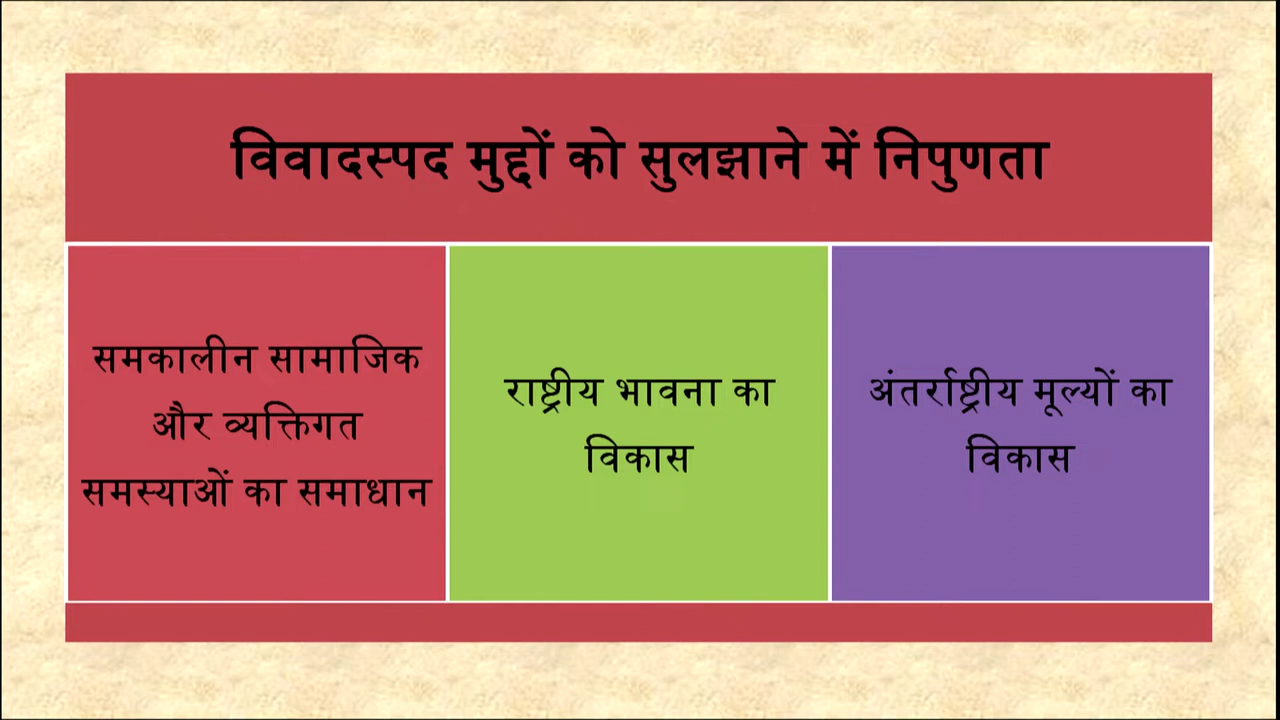 विवादस्पद मुद्दों को सुलझाने में निपुणता
समकालीन सामाजिक
और व्यक्तिगत
समस्याओं का समाधान
राष्ट्रीय भावना का
विकास
अंतर्राष्ट्रीय मूल्यों का
विकास